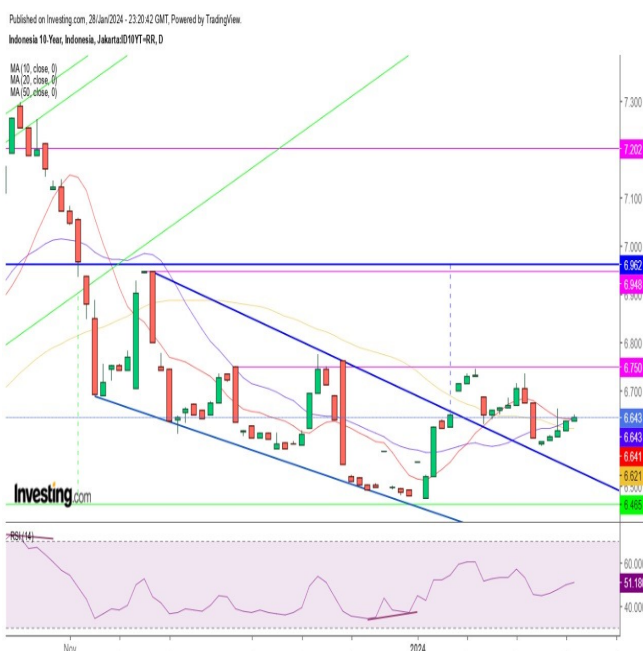 Published on Investing.com, 28/Jan/2024 - 23:20:42 GMT, Powered by TradingView.
Indonesia 10-Year, Indonesia, Jakarta:ID10YT=RR, D
MA (10, close, 0)
MA (20, close, 0)
MA (50, close, 0)
7.300
7.202
7.100
7.000
6.962
6.948
6.900
6.800
6.750
6.700
6.643
6.643
6.641
6.621
6.500
6.465
Investing.com
RSI (14)
60.000
51.180
40.000
Nov
2024